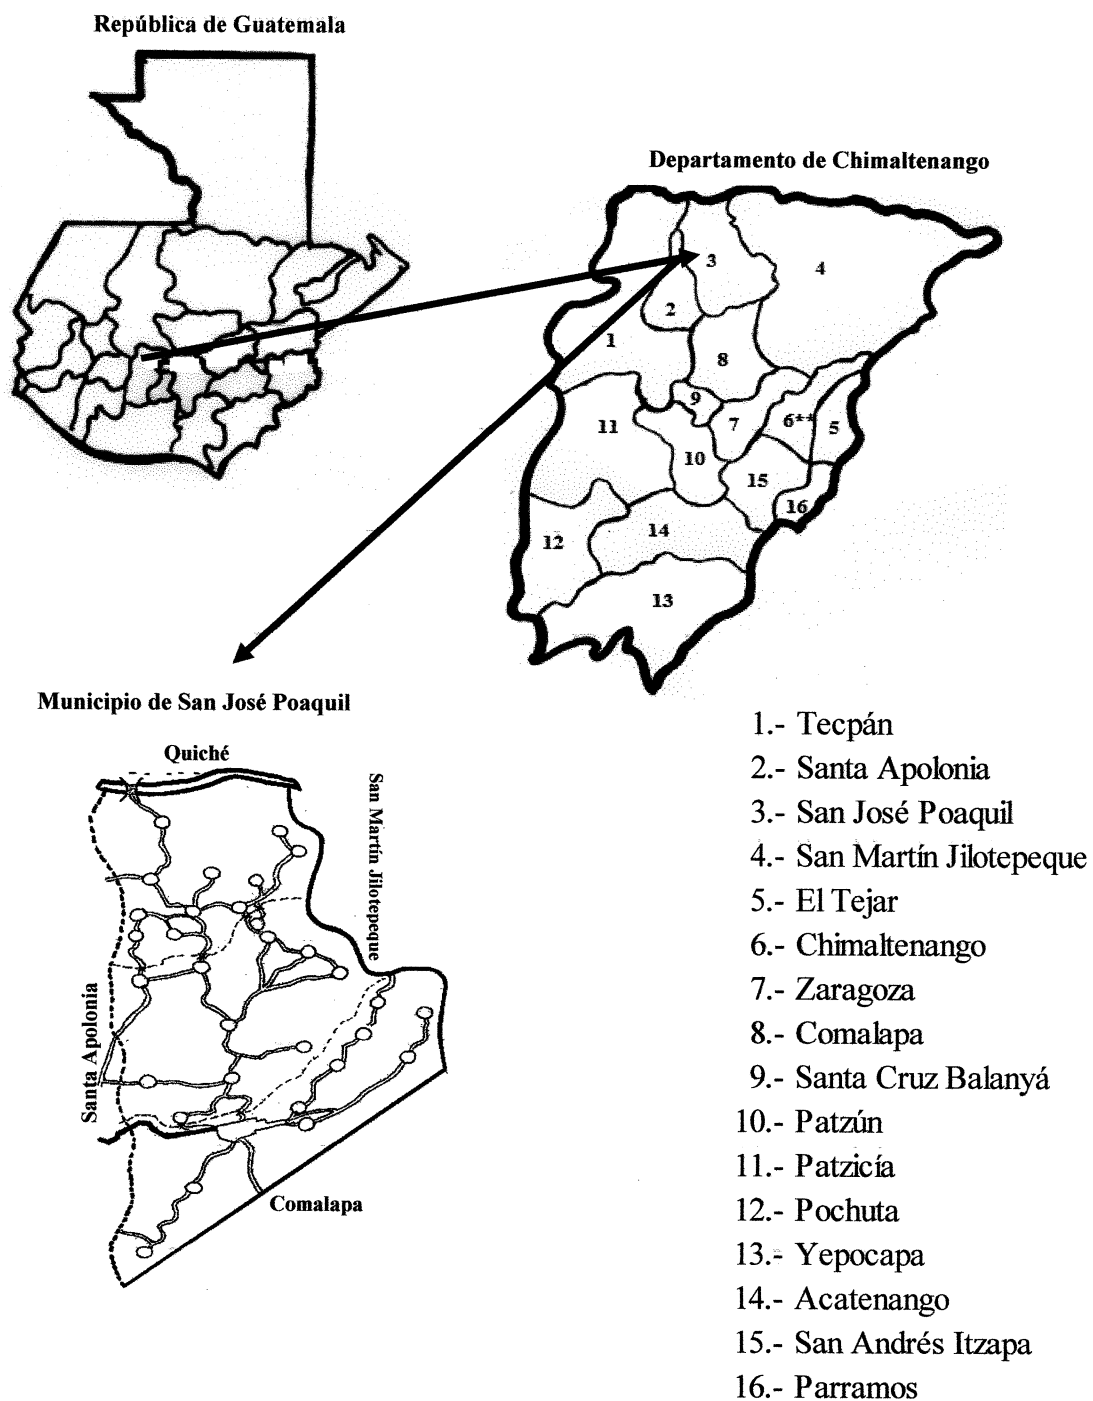 República de Guatemala
Departamento de Chimaltenango
3
4
2
1
8
9
7
6**
5
11
10
15
16
14
12
13
Municipio de San José Poaquil
Quiché
San Martín Jilotepeque
Santa Apolonia
Comalapa
1.- Tecpán
2.- Santa Apolonia
3.- San José Poaquil
4.- San Martín Jilotepeque
5.- El Tejar
6.- Chimaltenango
7.- Zaragoza
8.- Comalapa
9.- Santa Cruz Balanyá
10.- Patzún
11.- Patzicía
12.- Pochuta
13.- Yepocapa
14.- Acatenango
15.- San Andrés Itzapa
16.- Parramos